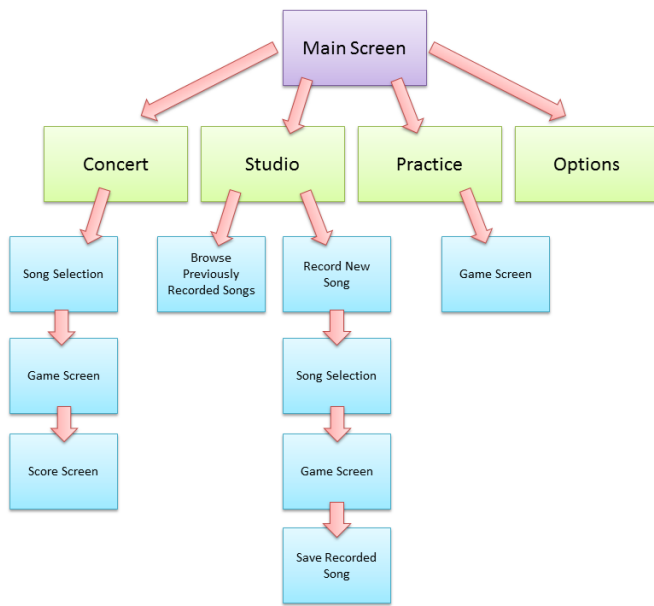 Main Screen
Concert
Studio
Practice
Options
Song Selection
Browse
Previously
Recorded Songs
Record New
Song
Game Screen
Game Screen
Song Selection
Score Screen
Game Screen
Save Recorded
Song